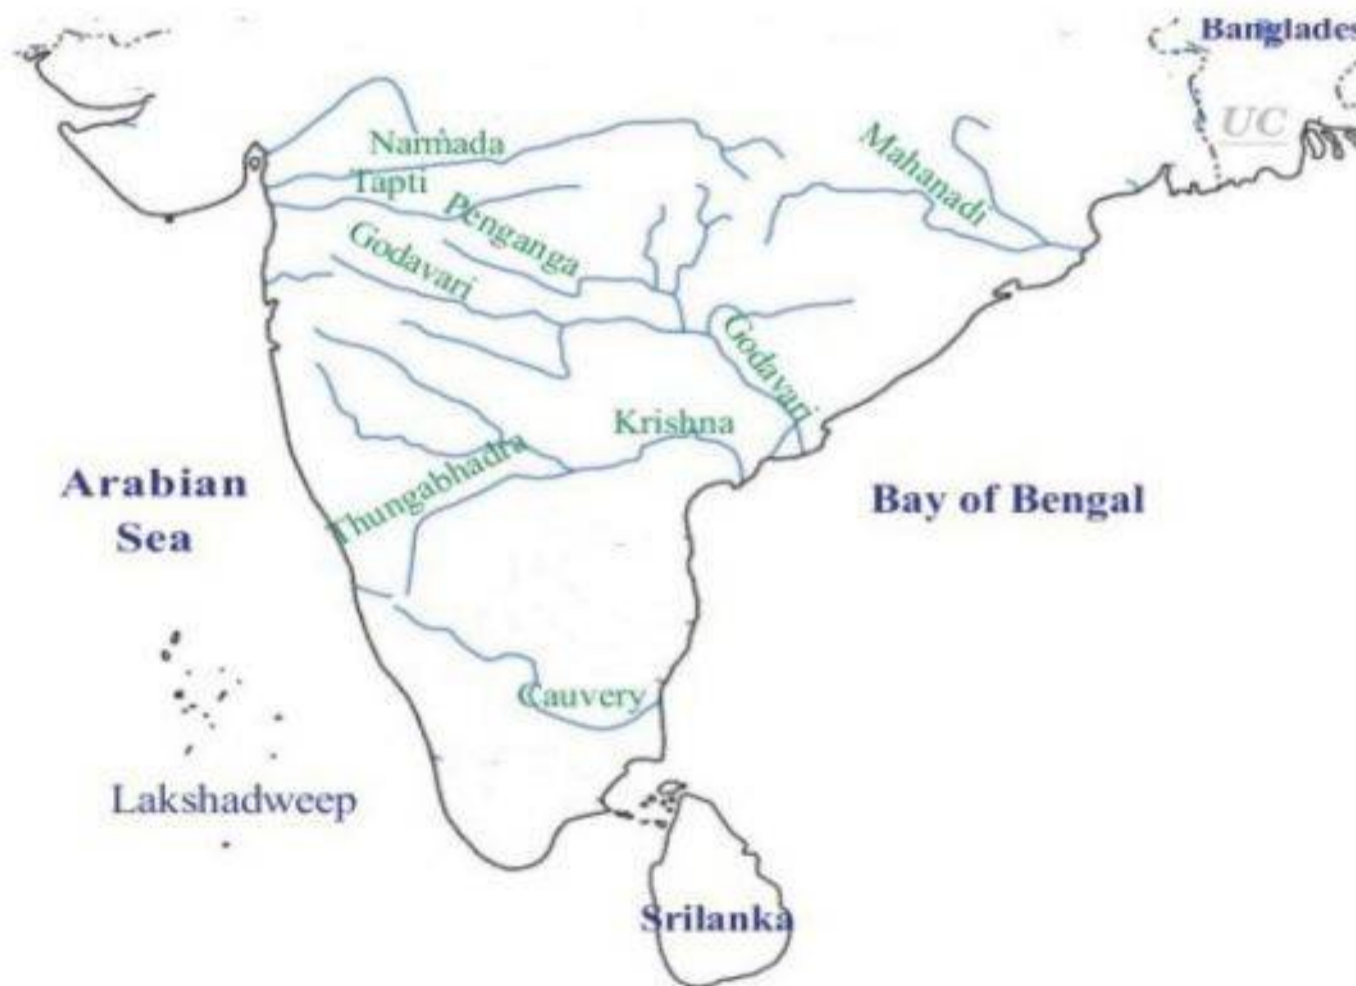 Banglades
UC
Narmada
Mahanadi
Tapti
Penganga
Godavari
Godavari
Krishna
Thungabhadra
Arabian
Sea
Bay of Bengal
Cauvery
Lakshadweep
Srilanka